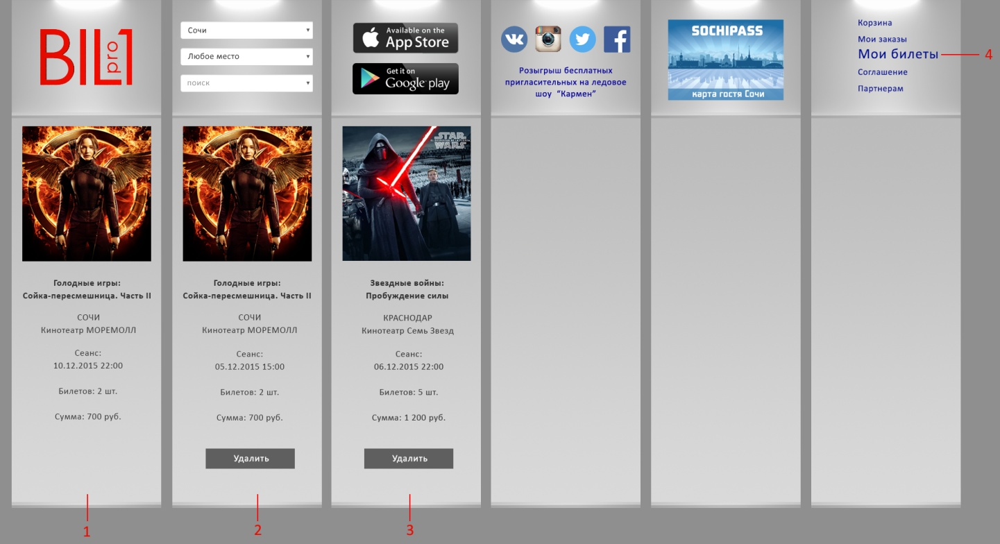 BIL1
pro
Сочи
Любое место
поиск
Available on the
App Store
Get it on
Google play
Розыгрыш бесплатных
пригласительных на ледовое
шоу “Кармен”
SOCHIPASS
карта гостя Сочи
Корзина
Мои заказы
Мои билеты
4
Соглашение
Партнерам
Голодные игры:
Сойка-пересмешница. Часть II
СОЧИ
Кинотеатр МОРЕМОЛЛ
Сеанс:
10.12.2015 22:00
Билетов: 2 шт.
Сумма: 700 руб.
1
Голодные игры:
Сойка-пересмешница. Часть II
СОЧИ
Кинотеатр МОРЕМОЛЛ
Сеанс:
05.12.2015 15:00
Билетов: 2 шт.
Сумма: 700 руб.
Удалить
2
STAR
WARS
Звездные войны:
Пробуждение силы
КРАСНОДАР
Кинотеатр Семь Звезд
Сеанс:
06.12.2015 22:00
Билетов: 5 шт.
Сумма: 1 200 руб.
Удалить
3